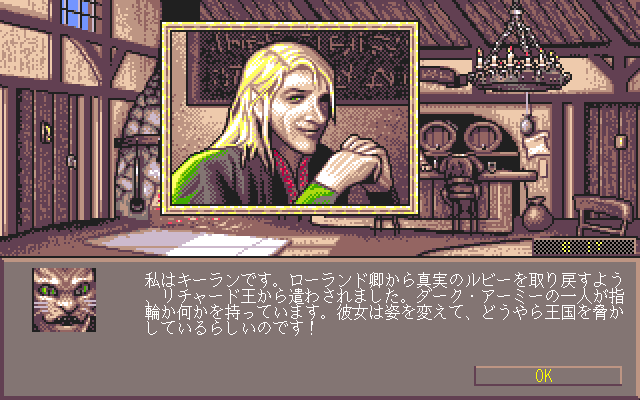 8:17
私はキーランです。ローランド卿から真実のルビーを取り戻すよう
、リチャード王から遣わされました。ダーク・アーミーの一人が指
輪か何かを持っています。彼女は姿を変えて、どうやら王国を脅か
しているらしいのです!
OK